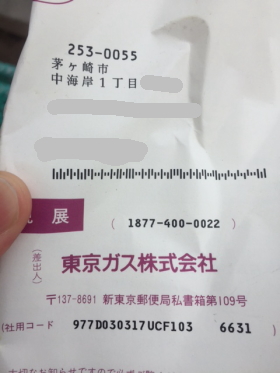 253-0055
茅ヶ崎市
中海岸1丁目
展
( 1877-400-0022 )
(差出人)
東京ガス株式会社
〒137-8691 新東京郵便局私書箱第109号
社用コード 977D030317UCF103 6631 )